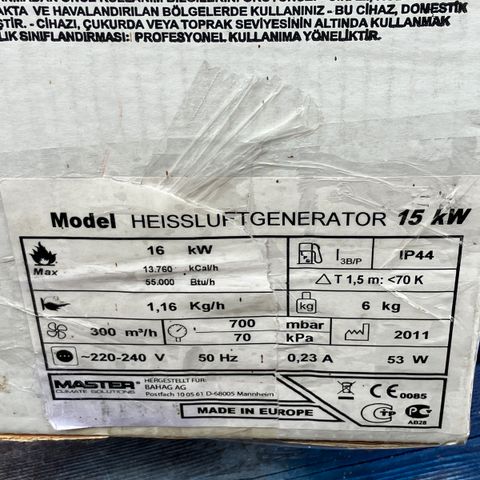 AKTA VE HAVALANDIRILAN BÖLGELERDE KULLANINIZ - BU CİHAZ, DOMESTİK
ŞTİR. - CİHAZI, ÇUKURDA VEYA TOPRAK SEVİYESİNİN ALTINDA KULLANMAK
LIK SINIFLANDIRMASI: PROFESYONEL KULLANIMA YÖNELİKTİR.
Model HEISSLUFTGENERATOR 15 kW
Max 16 kW
13.760 kCal/h
55.000 Btu/h
I 3B/P IP44
△ T 1,5 m: <70 K
1,16 Kg/h
kg 6 kg
300 m³/h
700 mbar
70 kPa
2011
~220-240 V 50 Hz 0,23 A 53 W
MASTER
CLIMATE SOLUTIONS
HERGESTELLT FÜR:
BAHAG AG
Postfach 10 05 61 D-68005 Mannheim
MADE IN EUROPE
CE 0085
AB28